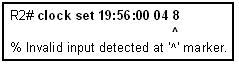 R2# clock set 19:56:00 04 8
^
% Invalid input detected at '^' marker.